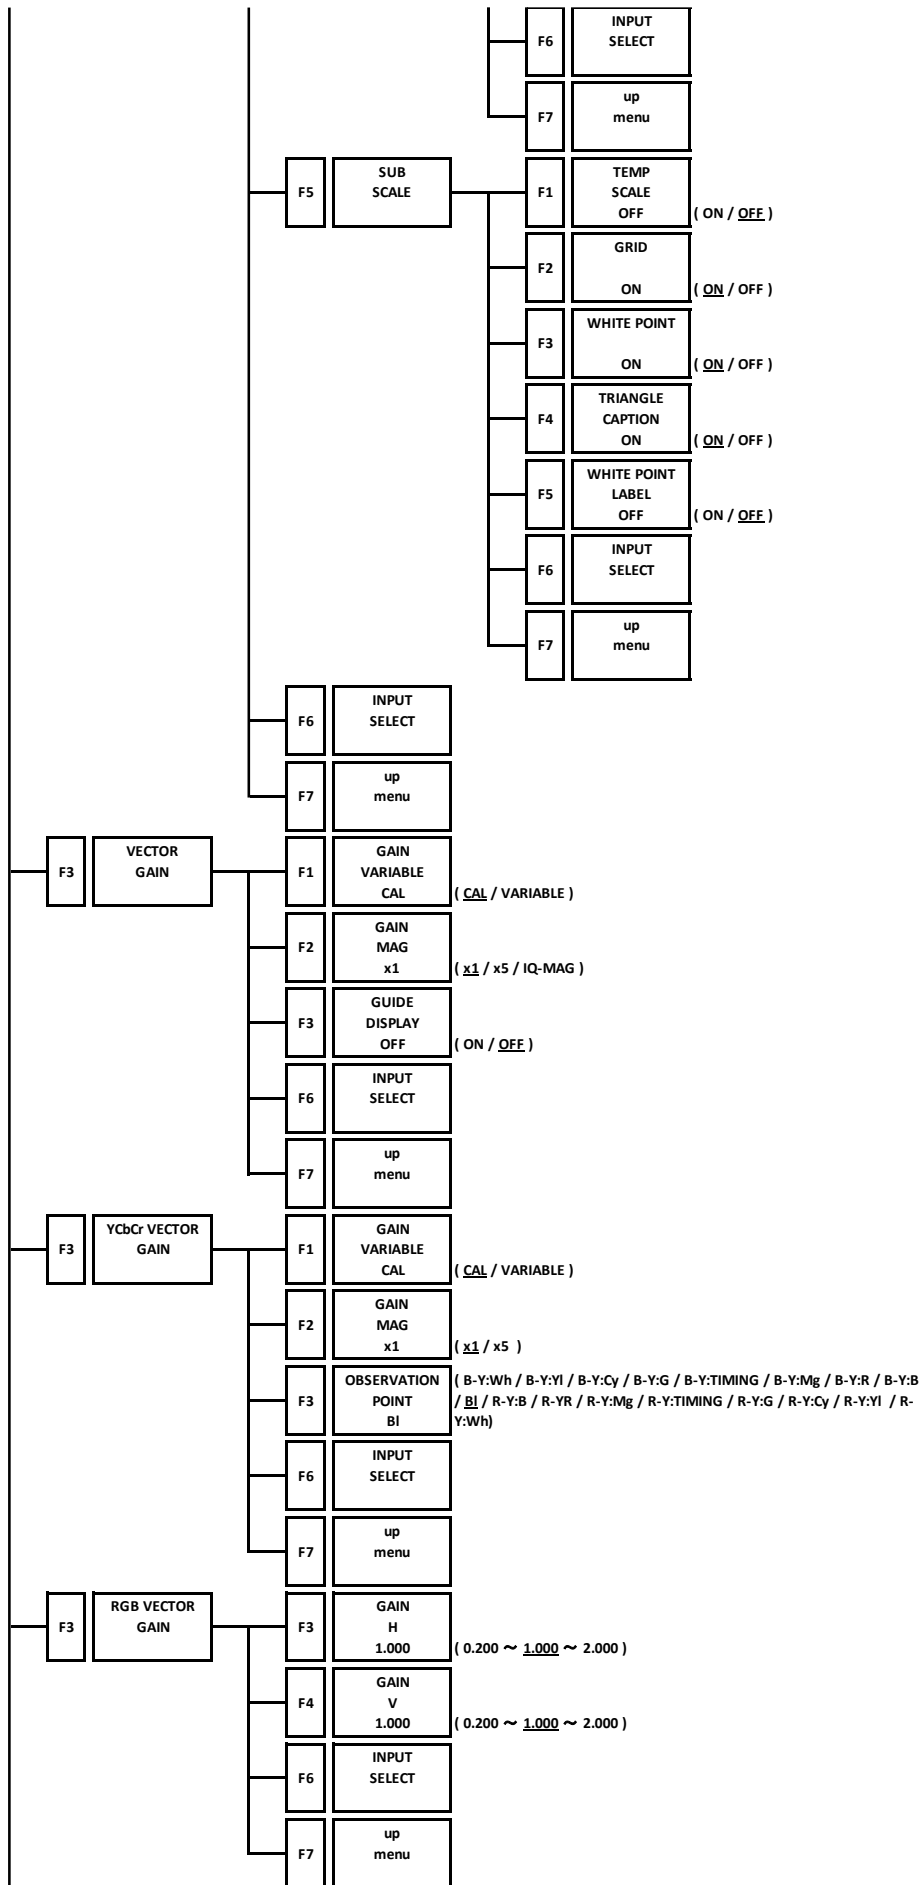 F6
INPUT
SELECT
F7
up
menu
F5
SUB
SCALE
F1
TEMP
SCALE
OFF
( ON / OFF )
F2
GRID
ON
( ON / OFF )
F3
WHITE POINT
ON
( ON / OFF )
F4
TRIANGLE
CAPTION
ON
( ON / OFF )
F5
WHITE POINT
LABEL
OFF
( ON / OFF )
F6
INPUT
SELECT
F7
up
menu
F6
INPUT
SELECT
F7
up
menu
F3
VECTOR
GAIN
F1
GAIN
VARIABLE
CAL
( CAL / VARIABLE )
F2
GAIN
MAG
x1
( x1 / x5 / IQ-MAG )
F3
GUIDE
DISPLAY
OFF
( ON / OFF )
F6
INPUT
SELECT
F7
up
menu
F3
YCbCr VECTOR
GAIN
F1
GAIN
VARIABLE
CAL
( CAL / VARIABLE )
F2
GAIN
MAG
x1
( x1 / x5 )
F3
OBSERVATION
POINT
Bl
( B-Y:Wh / B-Y:Yl / B-Y:Cy / B-Y:G / B-Y:TIMING / B-Y:Mg / B-Y:R / B-Y:B
/ Bl / R-Y:B / R-YR / R-Y:Mg / R-Y:TIMING / R-Y:G / R-Y:Cy / R-Y:Yl / R-
Y:Wh)
F6
INPUT
SELECT
F7
up
menu
F3
RGB VECTOR
GAIN
F3
GAIN
H
1.000
( 0.200 ～ 1.000 ～ 2.000 )
F4
GAIN
V
1.000
( 0.200 ～ 1.000 ～ 2.000 )
F6
INPUT
SELECT
F7
up
menu